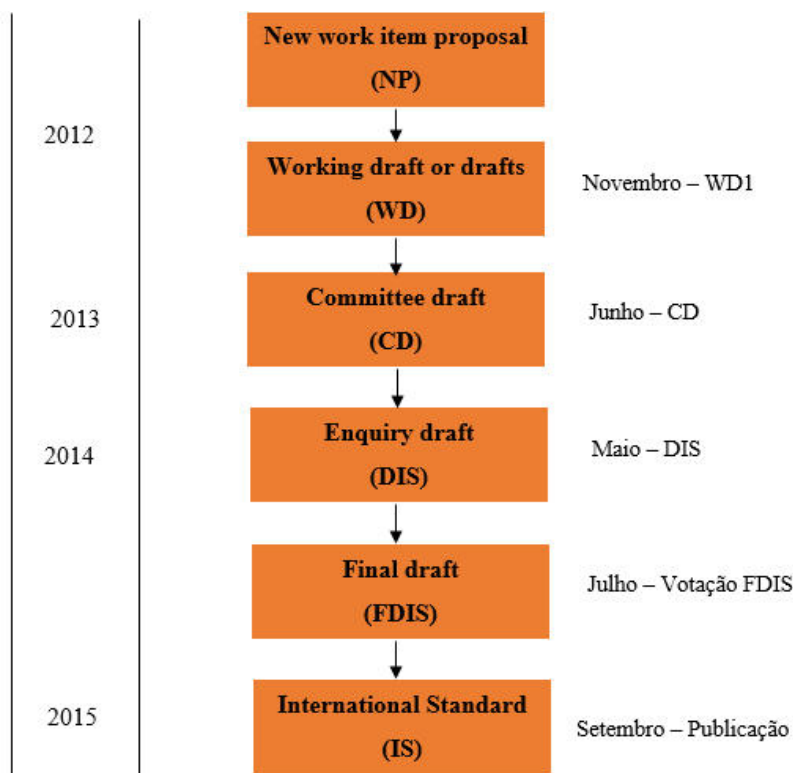 New work item proposal
(NP)
2012
Working draft or drafts
(WD)
Novembro – WD1
Committee draft
(CD)
2013
Junho – CD
Enquiry draft
(DIS)
2014
Maio – DIS
Final draft
(FDIS)
Julho – Votação FDIS
International Standard
(IS)
2015
Setembro – Publicação